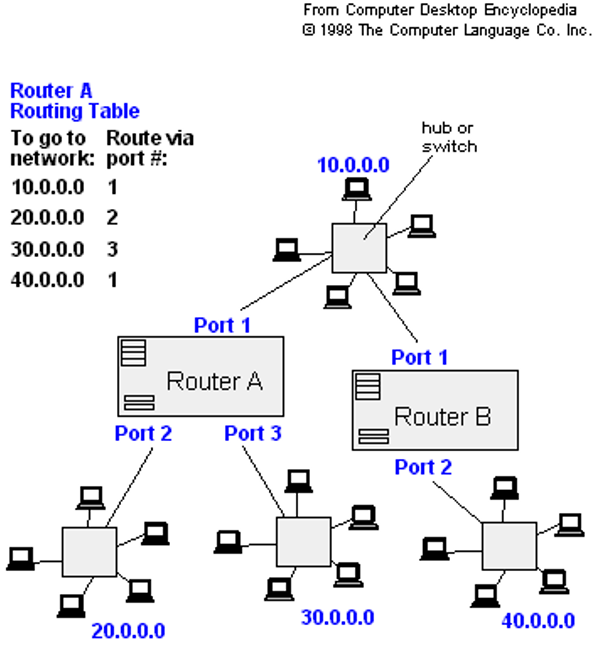 From Computer Desktop Encyclopedia
© 1998 The Computer Language Co. Inc.
Router A
Routing Table
To go to Route via
network: port #:
10.0.0.0 1
20.0.0.0 2
30.0.0.0 3
40.0.0.0 1
hub or
switch
10.0.0.0
Port 1
Router A
Port 2 Port 3
Port 1
Router B
Port 2
20.0.0.0
30.0.0.0
40.0.0.0